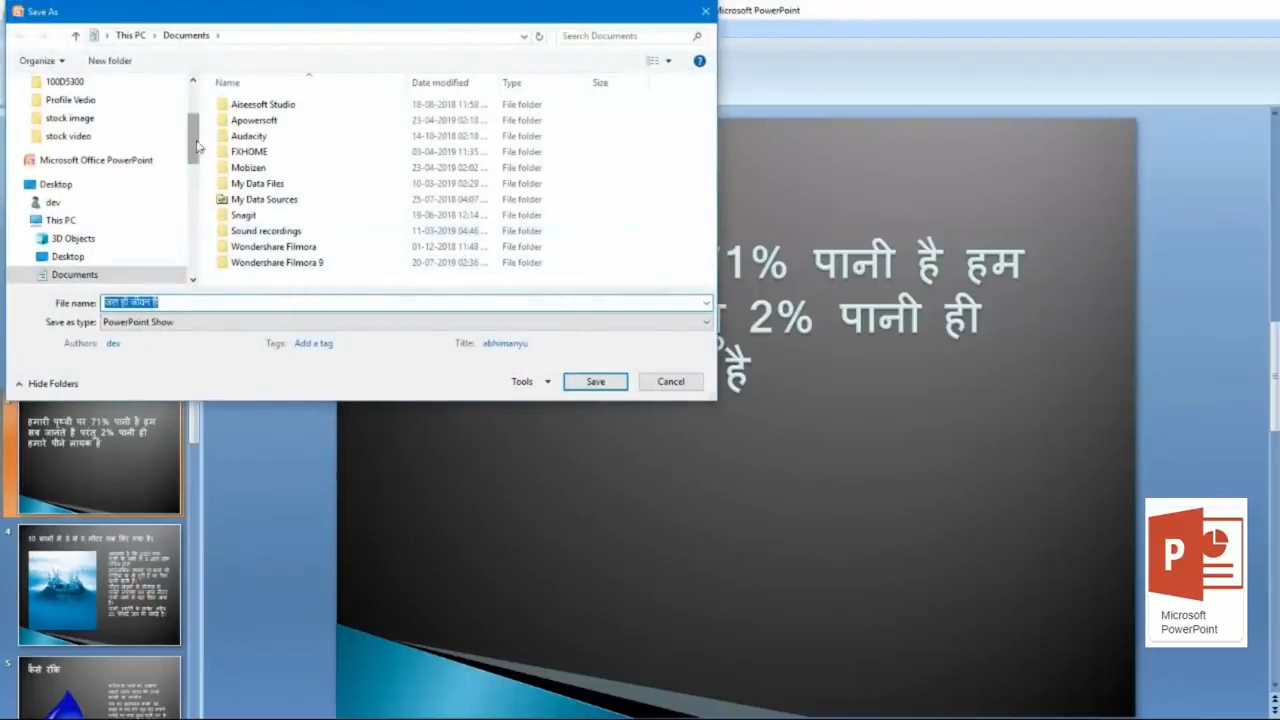 Save As
Microsoft PowerPoint
This PC > Documents >
Search Documents
Organize
New folder
100D5300
Profile Vedio
stock image
stock video
Microsoft Office PowerPoint
Desktop
dev
This PC
3D Objects
Desktop
Documents
Name Date modified Type Size
Aiseesoft Studio 18-08-2018 11:58 ... File folder
Apowersoft 23-04-2019 02:18 ... File folder
Audacity 14-10-2018 02:18 ... File folder
FXHOME 03-04-2019 11:35 ... File folder
Mobizen 23-04-2019 02:02 ... File folder
My Data Files 10-03-2019 02:29 ... File folder
My Data Sources 25-07-2018 04:07 ... File folder
Snagit 19-06-2018 12:14 ... File folder
Sound recordings 11-03-2019 04:46 ... File folder
Wondershare Filmora 01-12-2018 11:48 ... File folder
Wondershare Filmora 9 20-07-2019 02:36 ... File folder
File name: जल ही जीवन है
Save as type: PowerPoint Show
Authors: dev Tags: Add a tag Title: abhimanyu
Hide Folders
Tools Save Cancel
1% पानी है हम
2% पानी ही
है
हमारी पृथ्वी पर 71% पानी है हम
सब जानते हैं परंतु 2% पानी ही
हमारे पीने लायक है
4
10 सालों में
5
कैसे रोकें
P
Microsoft
PowerPoint